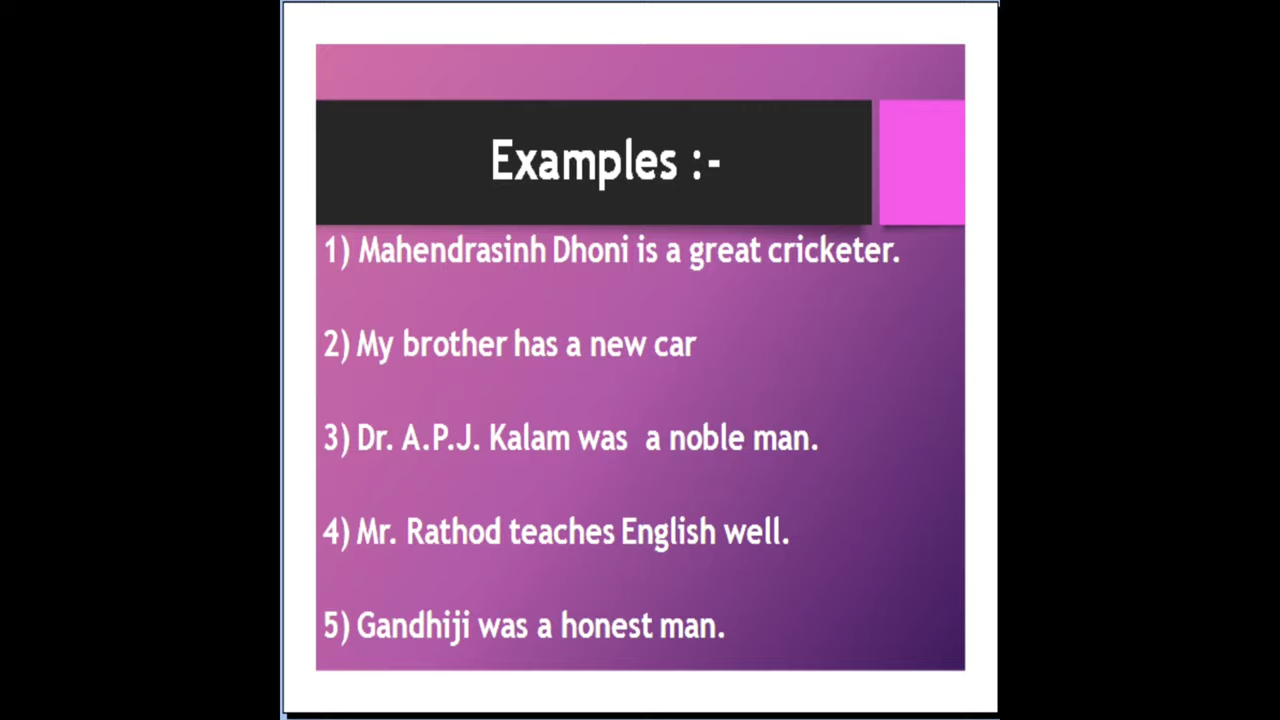 Examples :-
1) Mahendrasinh Dhoni is a great cricketer.
2) My brother has a new car
3) Dr. A.P.J. Kalam was  a noble man.
4) Mr. Rathod teaches English well.
5) Gandhiji was a honest man.